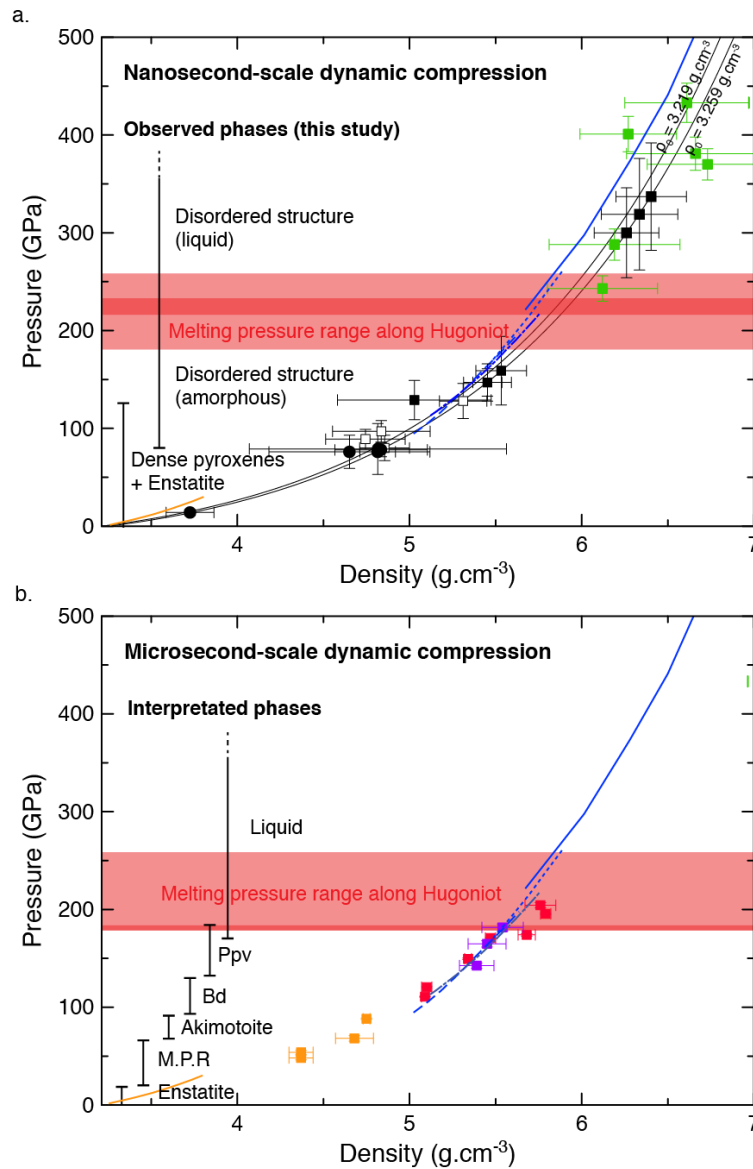 a.
500
400
300
200
100
0
Pressure (GPa)
Nanosecond-scale dynamic compression
Observed phases (this study)
Disordered structure
(liquid)
Melting pressure range along Hugoniot
Disordered structure
(amorphous)
Dense pyroxenes
+ Enstatite
ρ₀ = 3.219 g.cm⁻³
ρ₀ = 3.259 g.cm⁻³
4 5 6 7
Density (g.cm⁻³)
b.
500
400
300
200
100
0
Pressure (GPa)
Microsecond-scale dynamic compression
Interpretated phases
Liquid
Melting pressure range along Hugoniot
Ppv
Bd
Akimotoite
M.P.R
Enstatite
4 5 6 7
Density (g.cm⁻³)